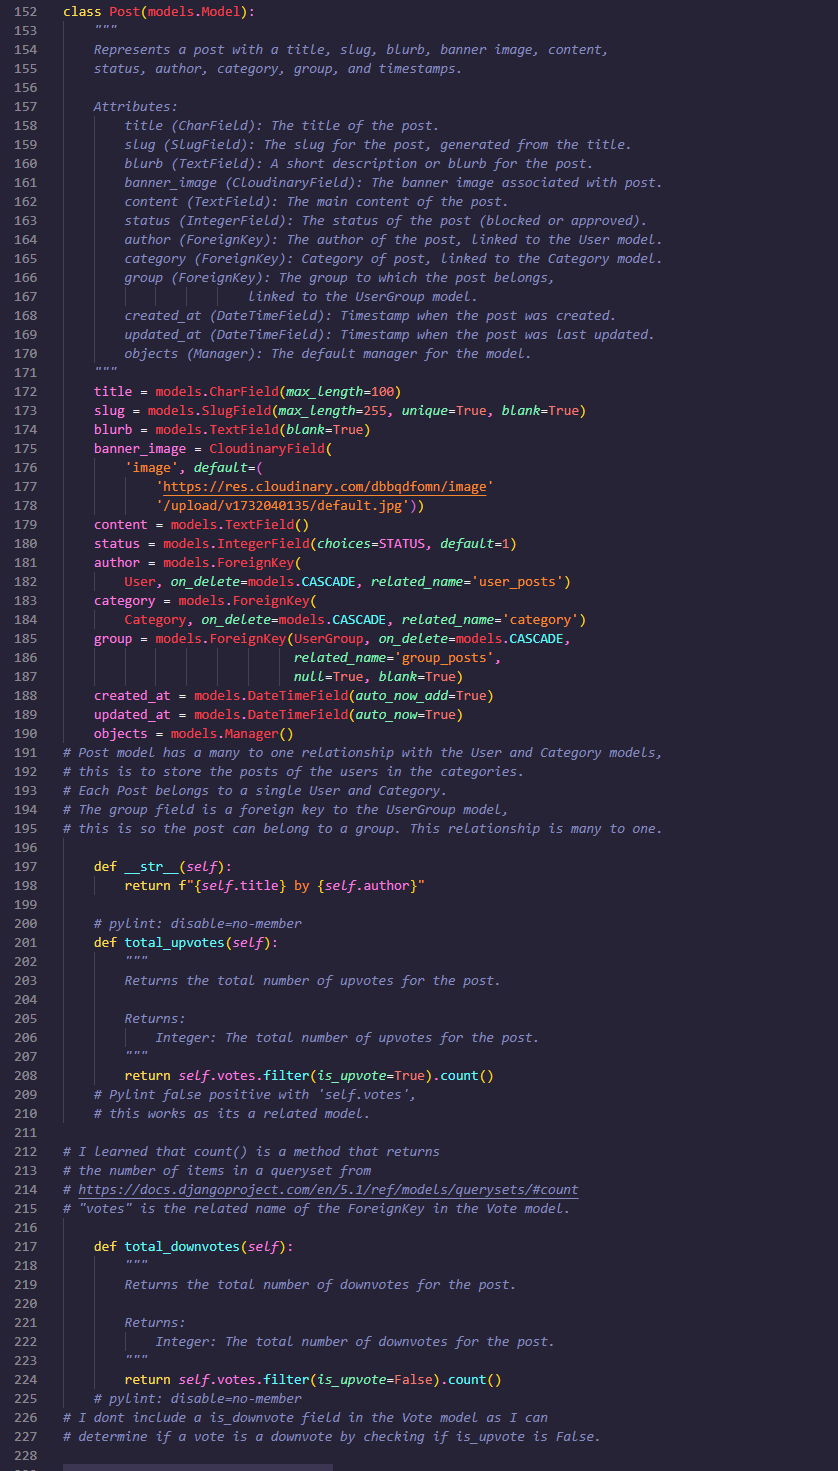 152 class Post(models.Model):
153     """
154     Represents a post with a title, slug, blurb, banner image, content,
155     status, author, category, group, and timestamps.
156
157     Attributes:
158         title (CharField): The title of the post.
159         slug (SlugField): The slug for the post, generated from the title.
160         blurb (TextField): A short description or blurb for the post.
161         banner_image (CloudinaryField): The banner image associated with post.
162         content (TextField): The main content of the post.
163         status (IntegerField): The status of the post (blocked or approved).
164         author (ForeignKey): The author of the post, linked to the User model.
165         category (ForeignKey): Category of post, linked to the Category model.
166         group (ForeignKey): The group to which the post belongs,
167                         linked to the UserGroup model.
168         created_at (DateTimeField): Timestamp when the post was created.
169         updated_at (DateTimeField): Timestamp when the post was last updated.
170         objects (Manager): The default manager for the model.
171     """
172     title = models.CharField(max_length=100)
173     slug = models.SlugField(max_length=255, unique=True, blank=True)
174     blurb = models.TextField(blank=True)
175     banner_image = CloudinaryField(
176         'image', default=(
177             'https://res.cloudinary.com/dbbqdfomn/image'
178             '/upload/v1732040135/default.jpg'))
179     content = models.TextField()
180     status = models.IntegerField(choices=STATUS, default=1)
181     author = models.ForeignKey(
182         User, on_delete=models.CASCADE, related_name='user_posts')
183     category = models.ForeignKey(
184         Category, on_delete=models.CASCADE, related_name='category')
185     group = models.ForeignKey(UserGroup, on_delete=models.CASCADE,
186                               related_name='group_posts',
187                               null=True, blank=True)
188     created_at = models.DateTimeField(auto_now_add=True)
189     updated_at = models.DateTimeField(auto_now=True)
190     objects = models.Manager()
191 # Post model has a many to one relationship with the User and Category models,
192 # this is to store the posts of the users in the categories.
193 # Each Post belongs to a single User and Category.
194 # The group field is a foreign key to the UserGroup model,
195 # this is so the post can belong to a group. This relationship is many to one.
196
197     def __str__(self):
198         return f"{self.title} by {self.author}"
199
200     # pylint: disable=no-member
201     def total_upvotes(self):
202         """
203         Returns the total number of upvotes for the post.
204
205         Returns:
206             Integer: The total number of upvotes for the post.
207         """
208         return self.votes.filter(is_upvote=True).count()
209     # Pylint false positive with 'self.votes',
210     # this works as its a related model.
211
212 # I learned that count() is a method that returns
213 # the number of items in a queryset from
214 # https://docs.djangoproject.com/en/5.1/ref/models/querysets/#count
215 # "votes" is the related name of the ForeignKey in the Vote model.
216
217     def total_downvotes(self):
218         """
219         Returns the total number of downvotes for the post.
220
221         Returns:
222             Integer: The total number of downvotes for the post.
223         """
224         return self.votes.filter(is_upvote=False).count()
225     # pylint: disable=no-member
226 # I dont include a is_downvote field in the Vote model as I can
227 # determine if a vote is a downvote by checking if is_upvote is False.
228